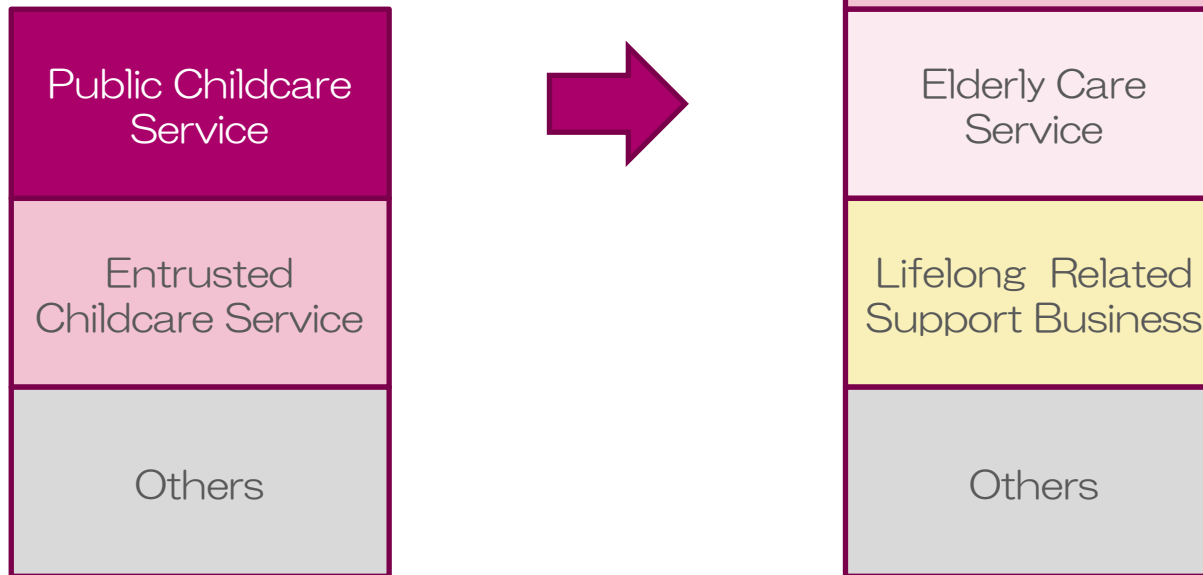 Public Childcare
Service
Entrusted
Childcare Service
Others
Elderly Care
Service
Lifelong Related
Support Business
Others